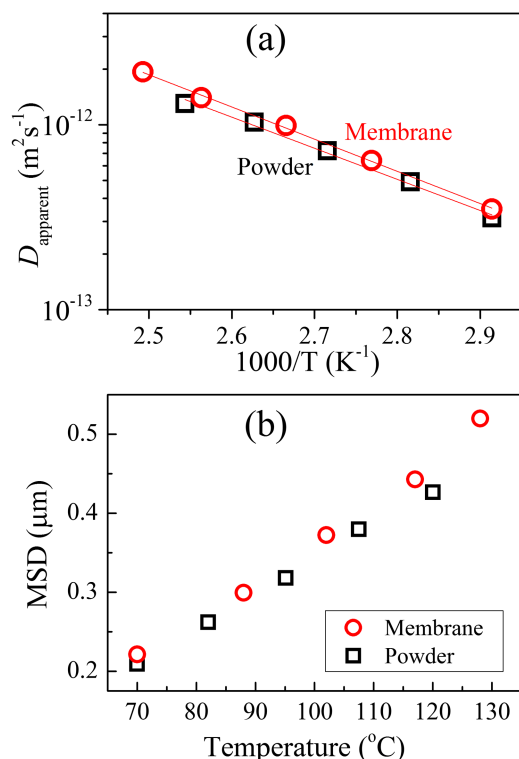 (a)
10⁻¹²
10⁻¹³
D_apparent (m²s⁻¹)
Membrane
Powder
2.5 2.6 2.7 2.8 2.9
1000/T (K⁻¹)
(b)
0.5
0.4
0.3
0.2
MSD (μm)
Membrane
Powder
70 80 90 100 110 120 130
Temperature (°C)